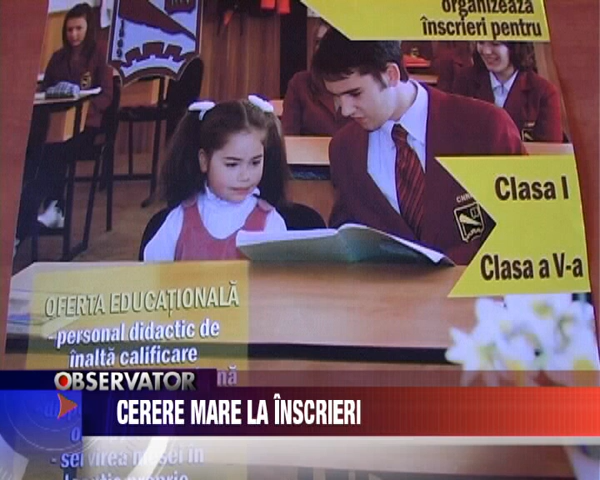 organizează
înscrieri pentru
Clasa I
Clasa a V-a
OFERTA EDUCAȚIONALĂ
-personal didactic de
înaltă calificare
OBSERVATOR
CERERE MARE LA ÎNSCRIERI
- servirea mesei în